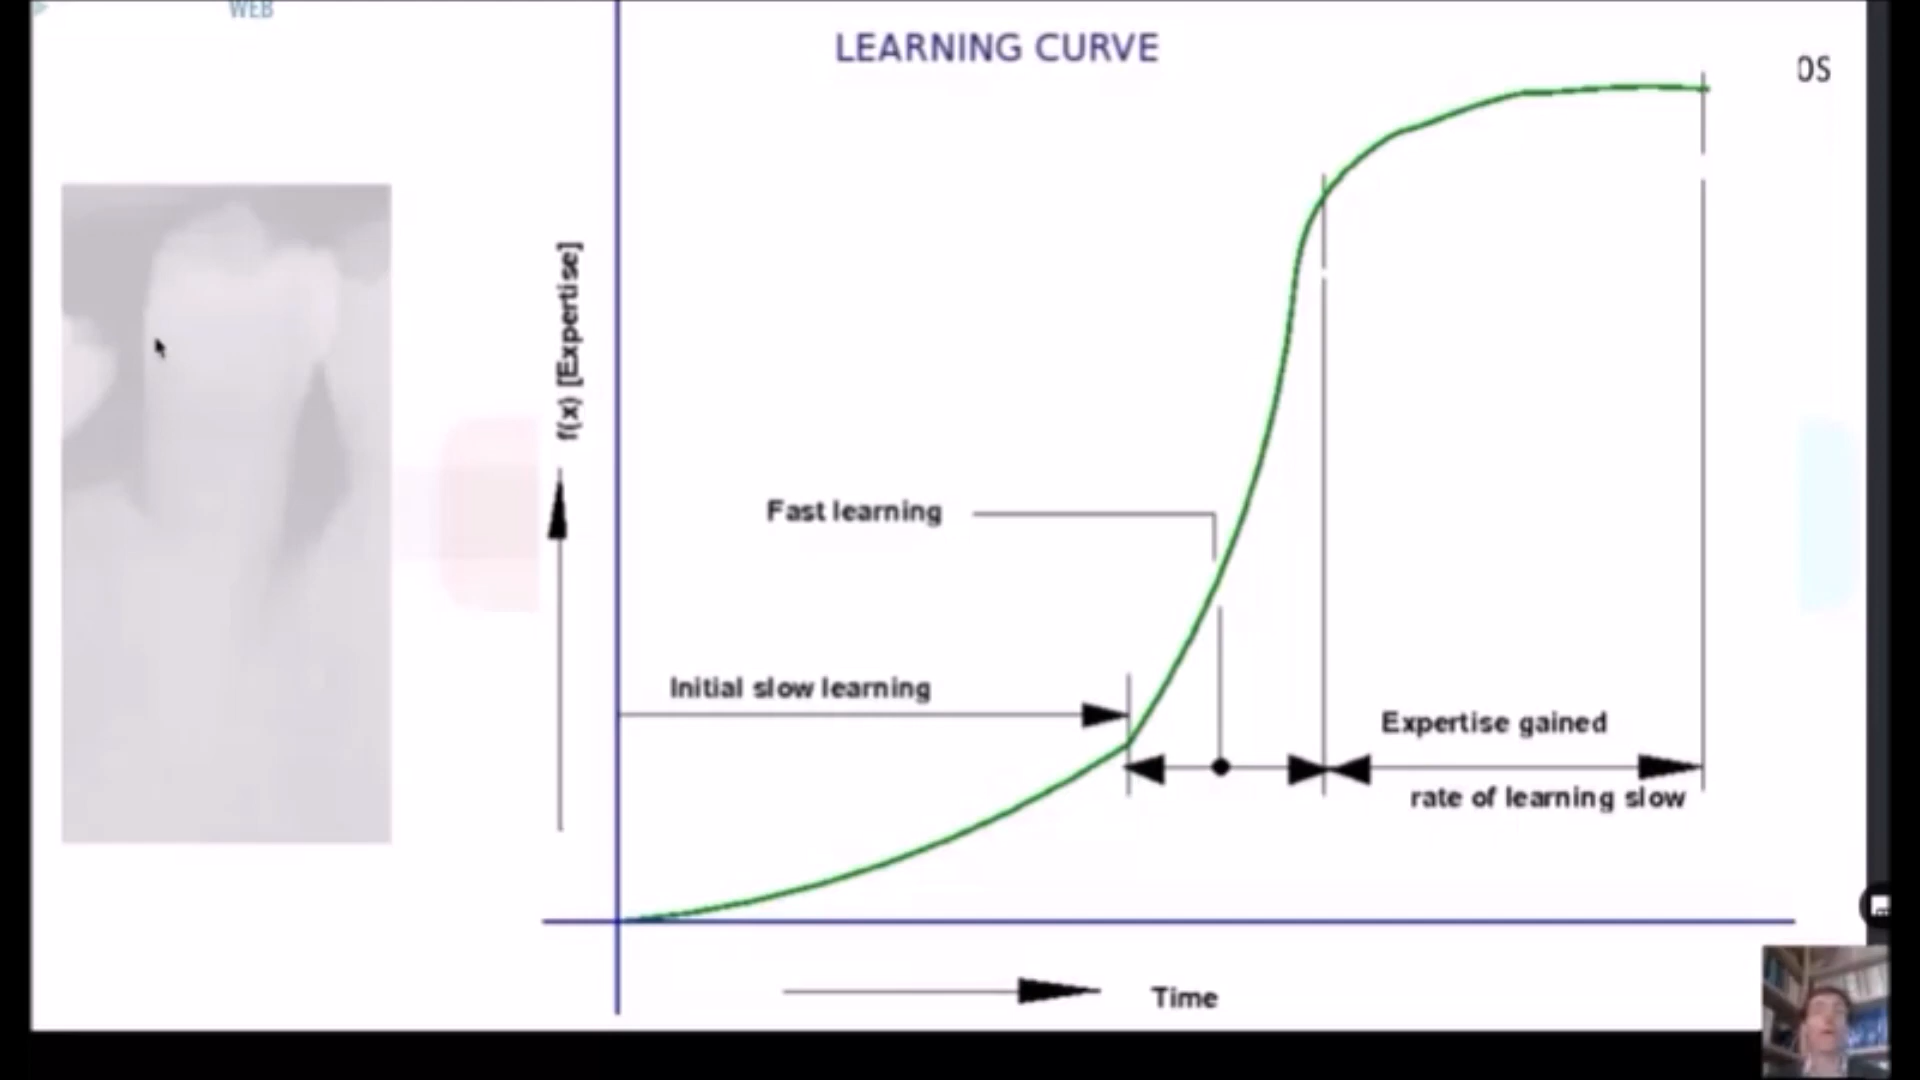 WEB
LEARNING CURVE
OS
f(x) [Expertise]
Fast learning
Initial slow learning
Expertise gained
rate of learning slow
Time